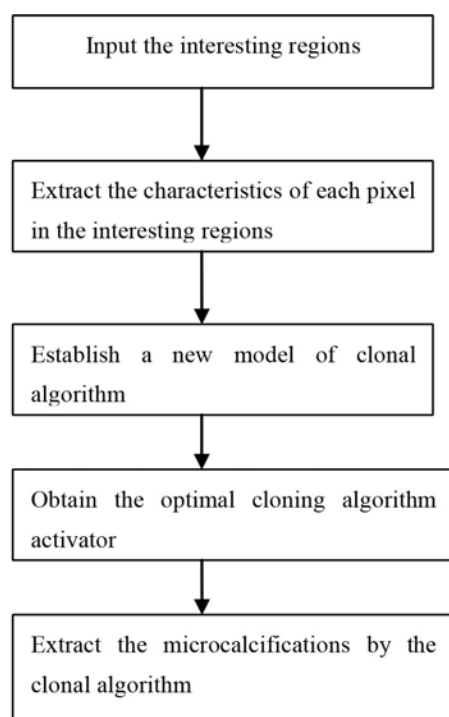 Input the interesting regions
Extract the characteristics of each pixel
in the interesting regions
Establish a new model of clonal
algorithm
Obtain the optimal cloning algorithm
activator
Extract the microcalcifications by the
clonal algorithm